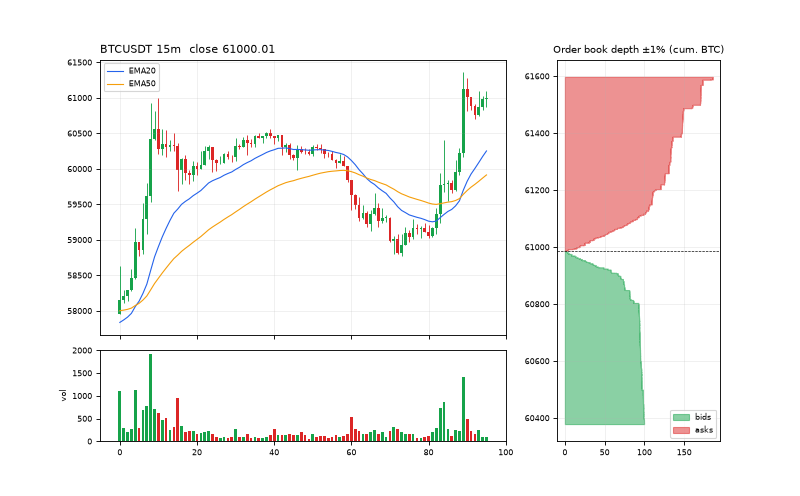 BTCUSDT 15m  close 61000.01
EMA20
EMA50
61500
61000
60500
60000
59500
59000
58500
58000
vol
2000
1500
1000
500
0
0 20 40 60 80 100
Order book depth ±1% (cum. BTC)
61600
61400
61200
61000
60800
60600
60400
bids
asks
0 50 100 150